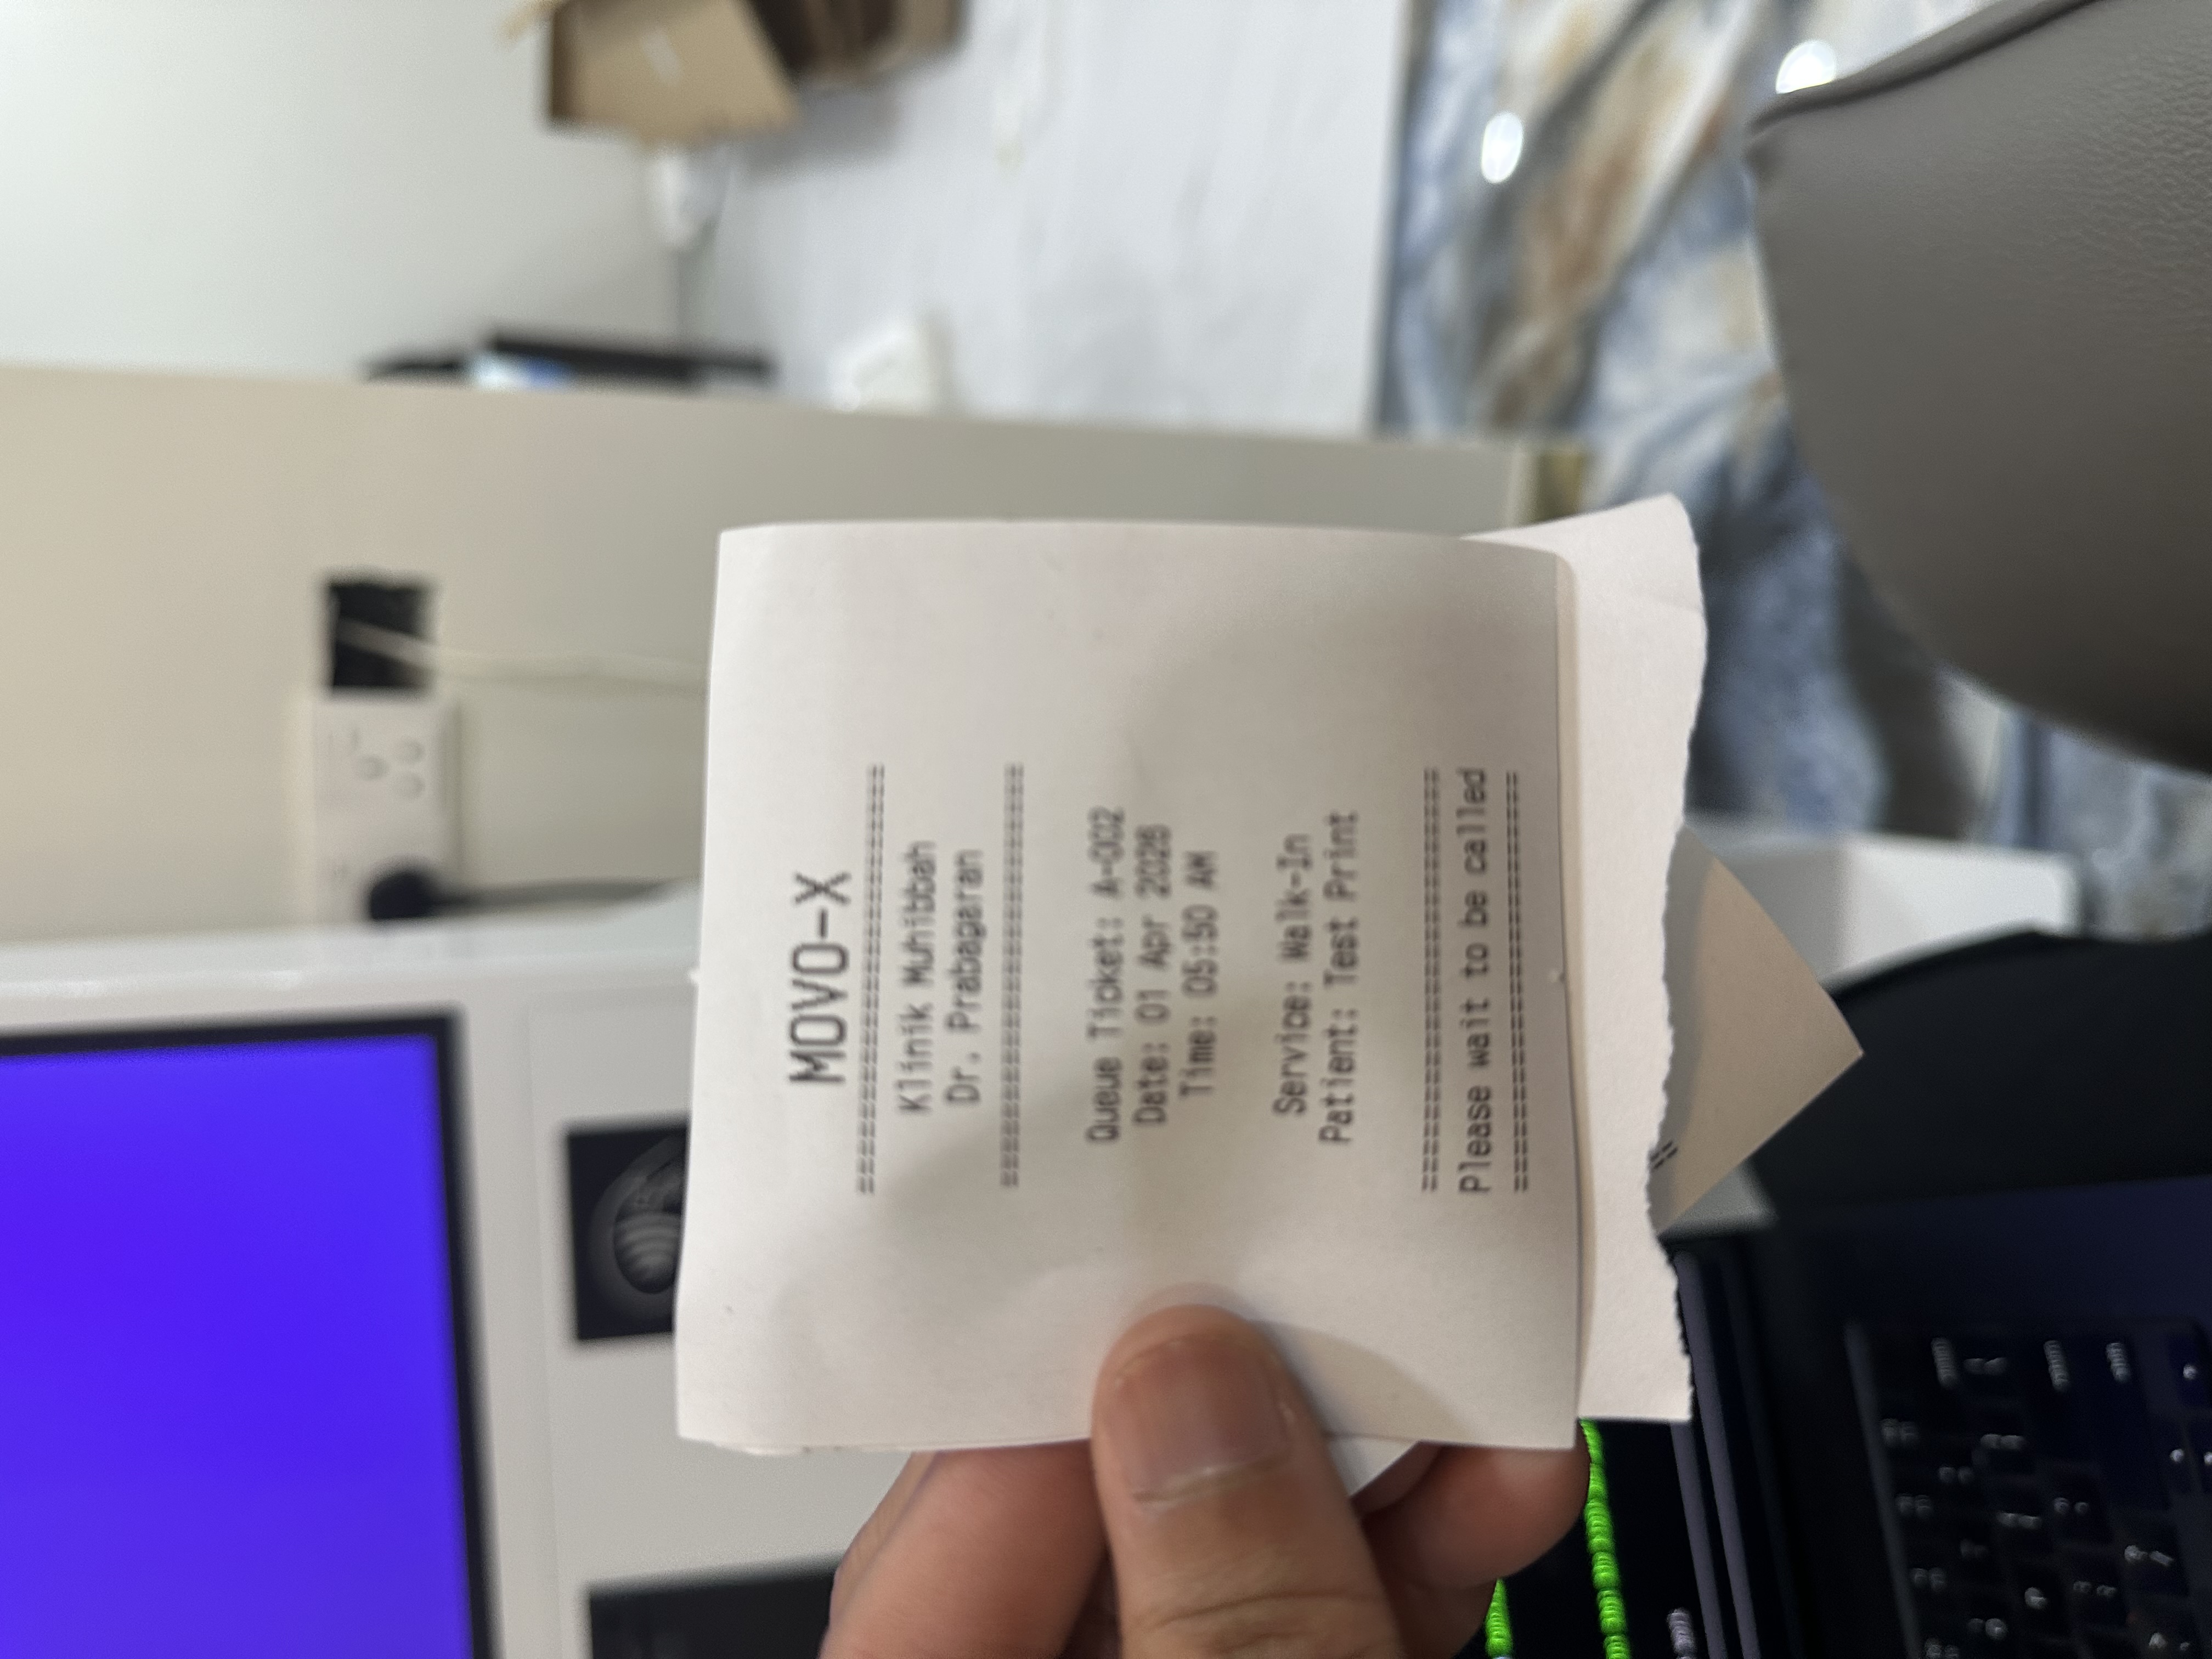 MOVO-X
================================
Klinik Muhibbah
Dr. Prabagaran
================================
Queue Ticket: A-002
Date: 01 Apr 2026
Time: 05:50 AM
Service: Walk-In
Patient: Test Print
================================
Please wait to be called
================================